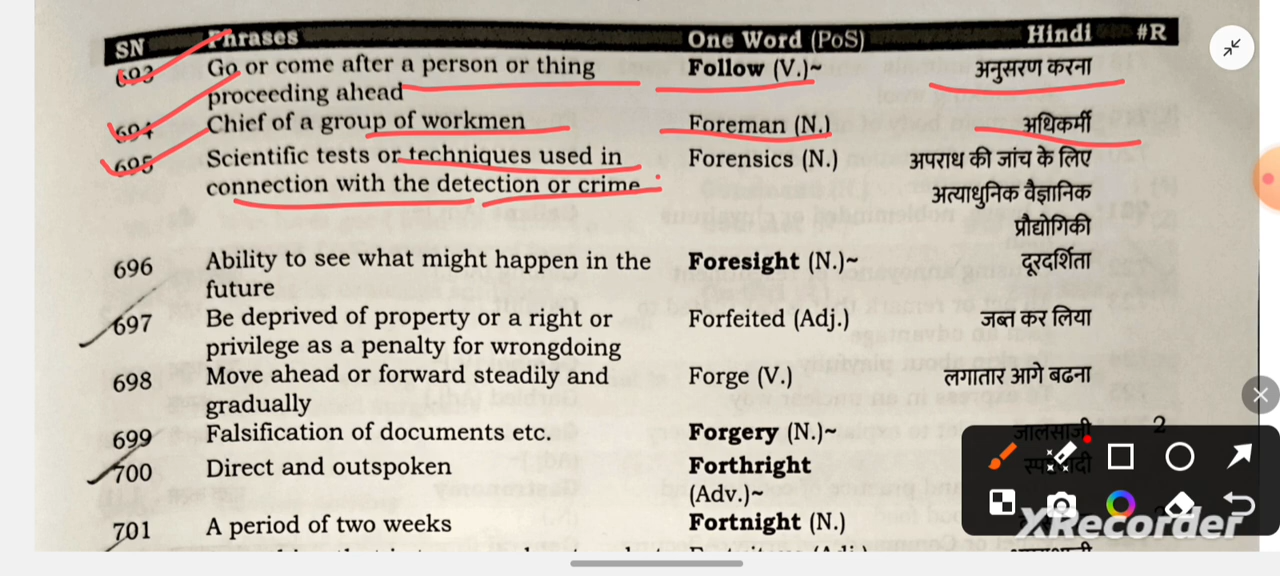 SN Phrases One Word (PoS) Hindi #R
693 Go or come after a person or thing Follow (V.)~ अनुसरण करना
proceeding ahead
694 Chief of a group of workmen Foreman (N.) अधिकर्मी
695 Scientific tests or techniques used in Forensics (N.) अपराध की जांच के लिए
connection with the detection or crime अत्याधुनिक वैज्ञानिक
प्रौद्योगिकी
696 Ability to see what might happen in the Foresight (N.)~ दूरदर्शिता
future
697 Be deprived of property or a right or Forfeited (Adj.) जब्त कर लिया
privilege as a penalty for wrongdoing
698 Move ahead or forward steadily and Forge (V.) लगातार आगे बढना
gradually
699 Falsification of documents etc. Forgery (N.)~ जालसाजी 2
700 Direct and outspoken Forthright
(Adv.)~
701 A period of two weeks Fortnight (N.)
XRecorder